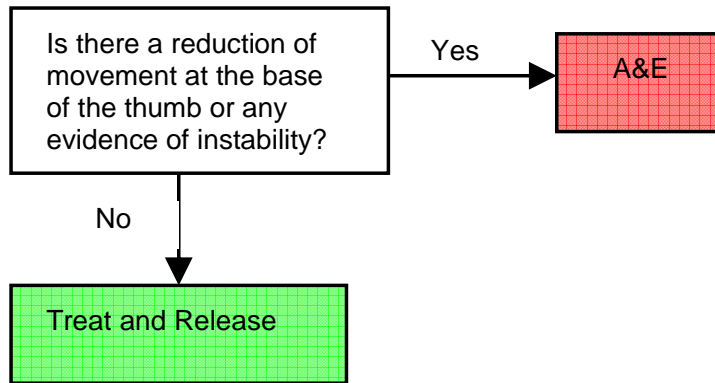 Is there a reduction of
movement at the base
of the thumb or any
evidence of instability?
Yes
A&E
No
Treat and Release